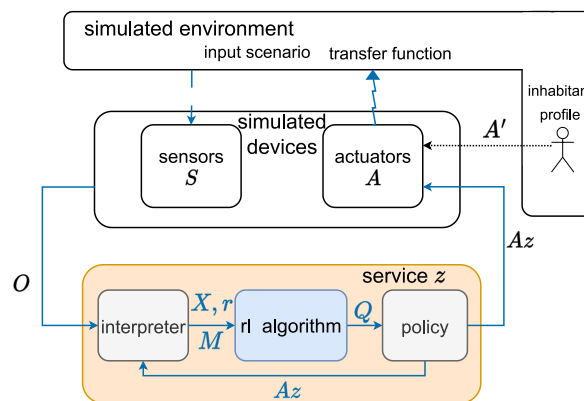 simulated environment
input scenario transfer function
inhabitan
profile
simulated
devices
sensors
S
actuators
A
A′
O
Az
service z
interpreter
X, r
M
rl algorithm
Q
policy
Az